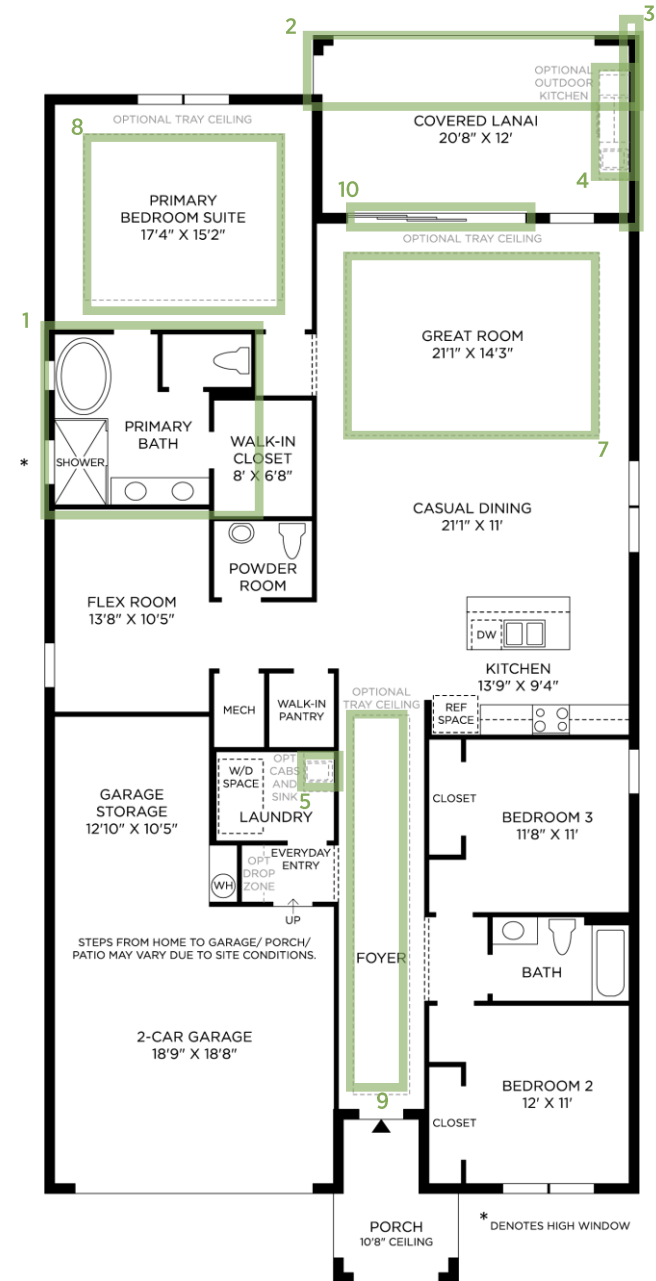 2
3
OPTIONAL
OUTDOOR
KITCHEN
OPTIONAL TRAY CEILING
COVERED LANAI
20'8" X 12'
8
4
10
PRIMARY
BEDROOM SUITE
17'4" X 15'2"
OPTIONAL TRAY CEILING
1
GREAT ROOM
21'1" X 14'3"
PRIMARY
BATH
7
WALK-IN
CLOSET
8' X 6'8"
*
SHOWER
CASUAL DINING
21'1" X 11'
POWDER
ROOM
FLEX ROOM
13'8" X 10'5"
DW
KITCHEN
13'9" X 9'4"
OPTIONAL
TRAY CEILING
MECH
WALK-IN
PANTRY
REF
SPACE
W/D
SPACE
OPT
CABS
AND
SINK
5
LAUNDRY
GARAGE
STORAGE
12'10" X 10'5"
CLOSET
BEDROOM 3
11'8" X 11'
EVERYDAY
ENTRY
OPT
DROP
ZONE
WH
UP
STEPS FROM HOME TO GARAGE/ PORCH/
PATIO MAY VARY DUE TO SITE CONDITIONS.
FOYER
BATH
2-CAR GARAGE
18'9" X 18'8"
BEDROOM 2
12' X 11'
9
CLOSET
PORCH
10'8" CEILING
* DENOTES HIGH WINDOW